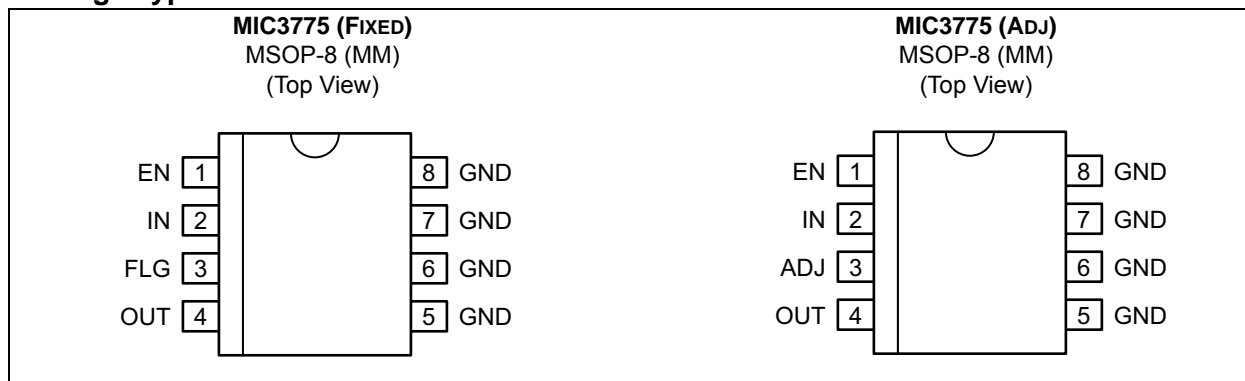 MIC3775 (FIXED)
MSOP-8 (MM)
(Top View)
EN 1 8 GND
IN 2 7 GND
FLG 3 6 GND
OUT 4 5 GND
MIC3775 (ADJ)
MSOP-8 (MM)
(Top View)
EN 1 8 GND
IN 2 7 GND
ADJ 3 6 GND
OUT 4 5 GND